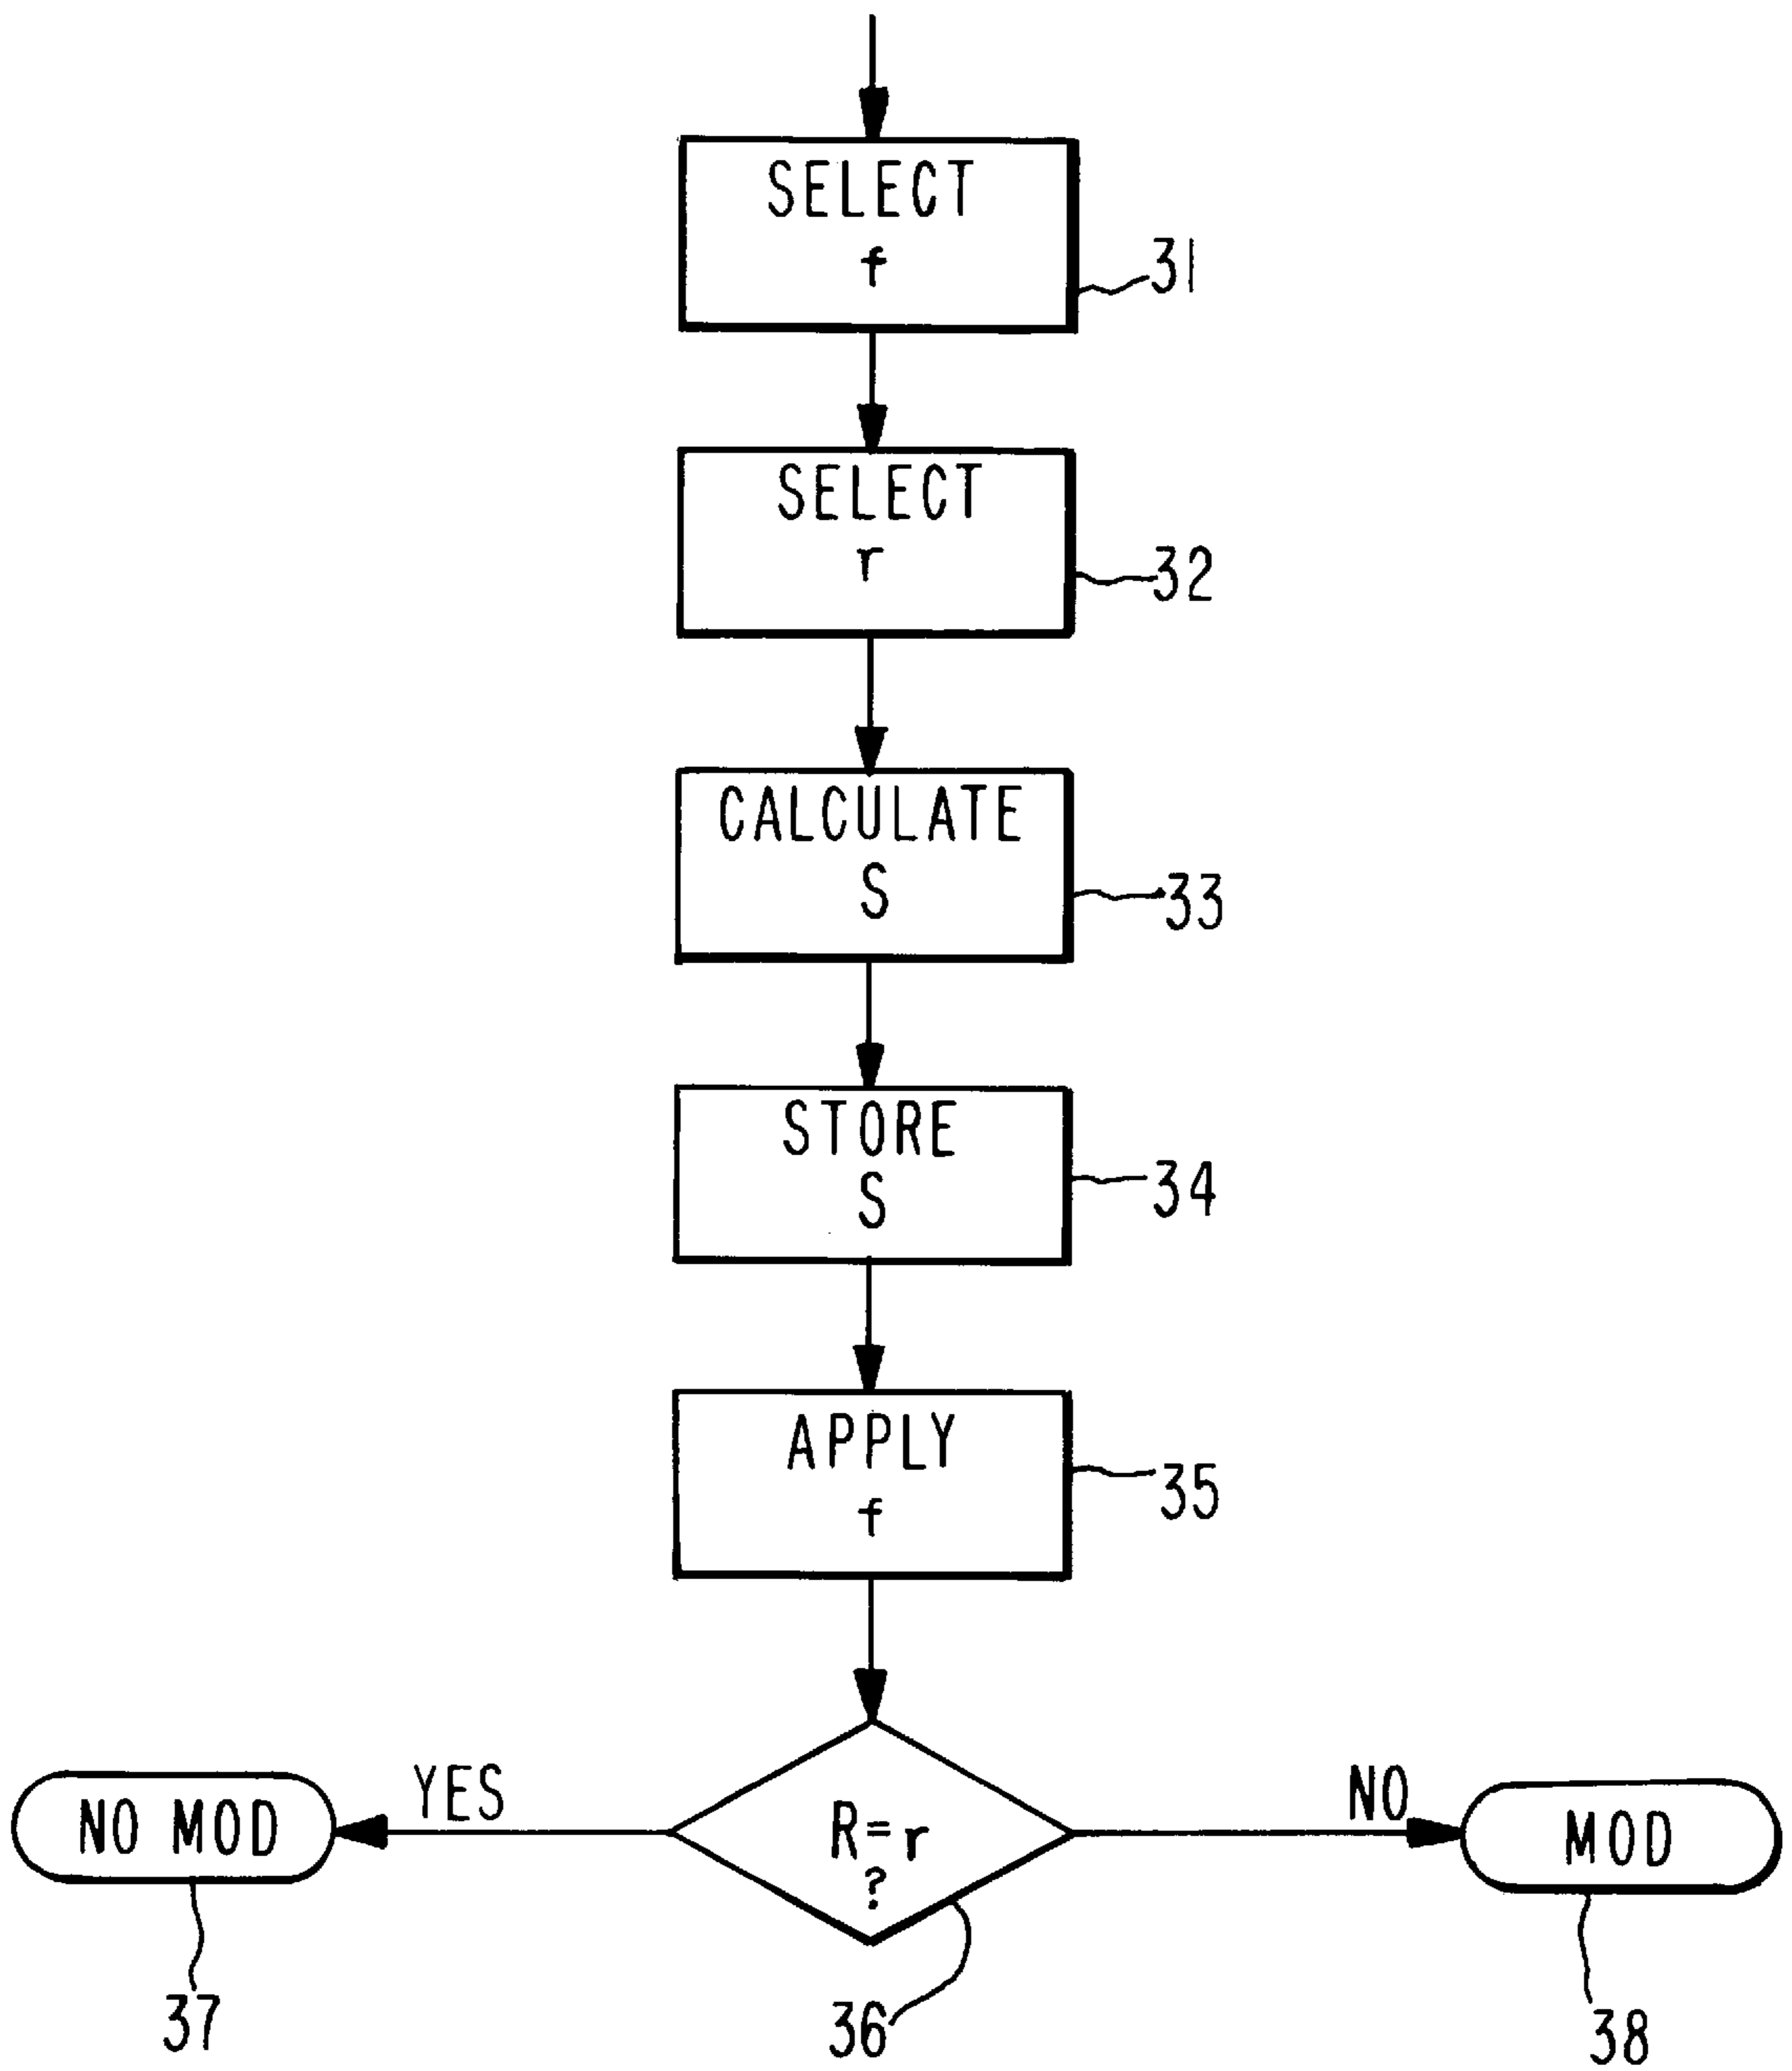 SELECT
f
31
SELECT
r
32
CALCULATE
S
33
STORE
S
34
APPLY
f
35
YES
NO
NO MOD
R=r
?
MOD
37
36
38